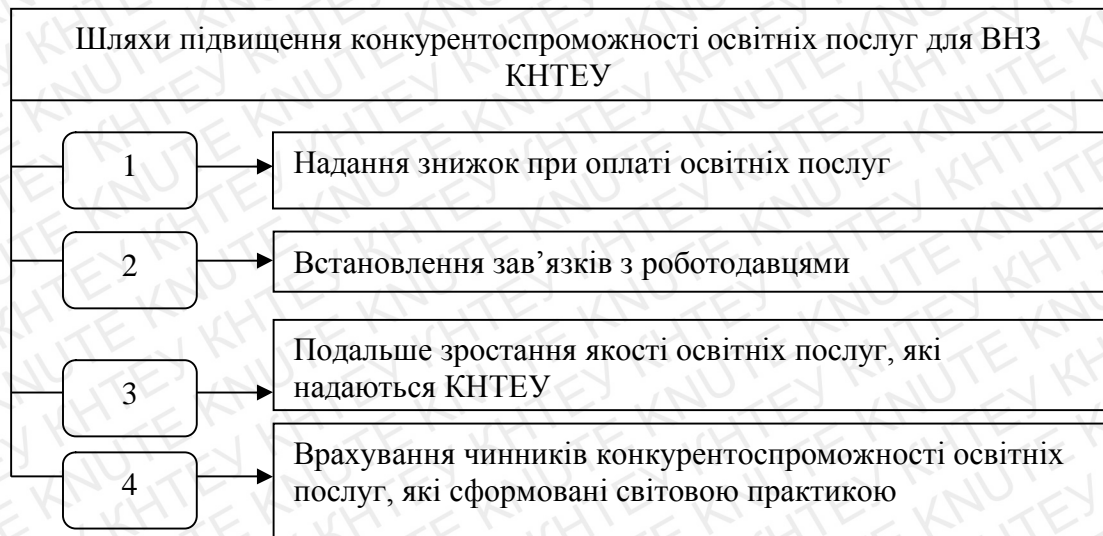 Шляхи підвищення конкурентоспроможності освітніх послуг для ВНЗ
КНТЕУ
1
Надання знижок при оплаті освітніх послуг
2
Встановлення зав’язків з роботодавцями
3
Подальше зростання якості освітніх послуг, які
надаються КНТЕУ
4
Врахування чинників конкурентоспроможності освітніх
послуг, які сформовані світовою практикою